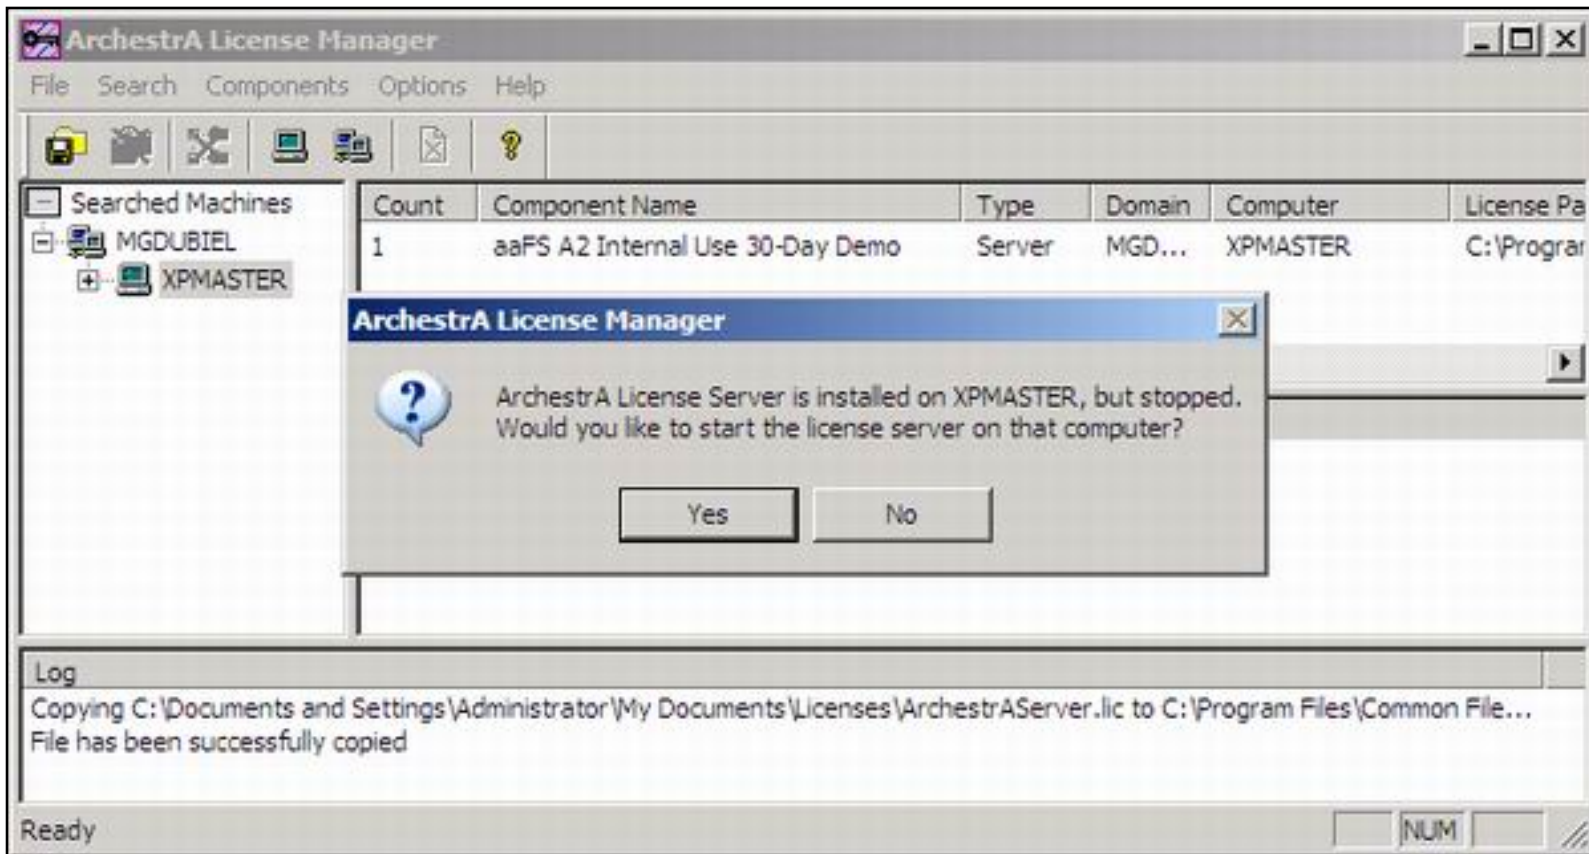 ArchestrA License Manager
File Search Components Options Help
Searched Machines
MGDUBIEL
XPMASTER
Count Component Name Type Domain Computer License Pa
1 aaFS A2 Internal Use 30-Day Demo Server MGD... XPMASTER C:\Program
ArchestrA License Manager
ArchestrA License Server is installed on XPMASTER, but stopped.
Would you like to start the license server on that computer?
Yes No
Log
Copying C:\Documents and Settings\Administrator\My Documents\Licenses\ArchestrAServer.lic to C:\Program Files\Common File...
File has been successfully copied
Ready NUM